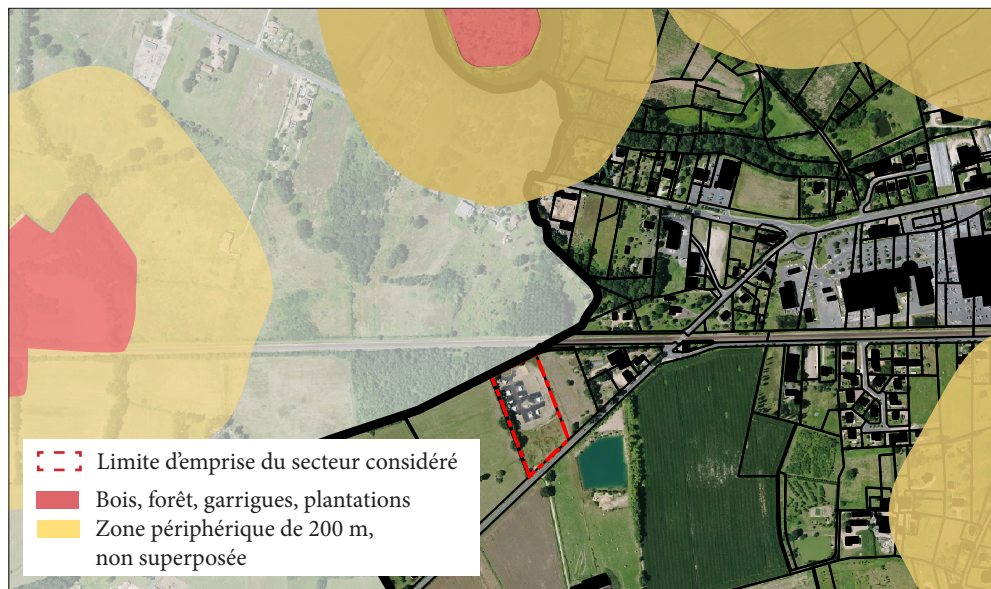 Limite d'emprise du secteur considéré
Bois, forêt, garrigues, plantations
Zone périphérique de 200 m,
non superposée